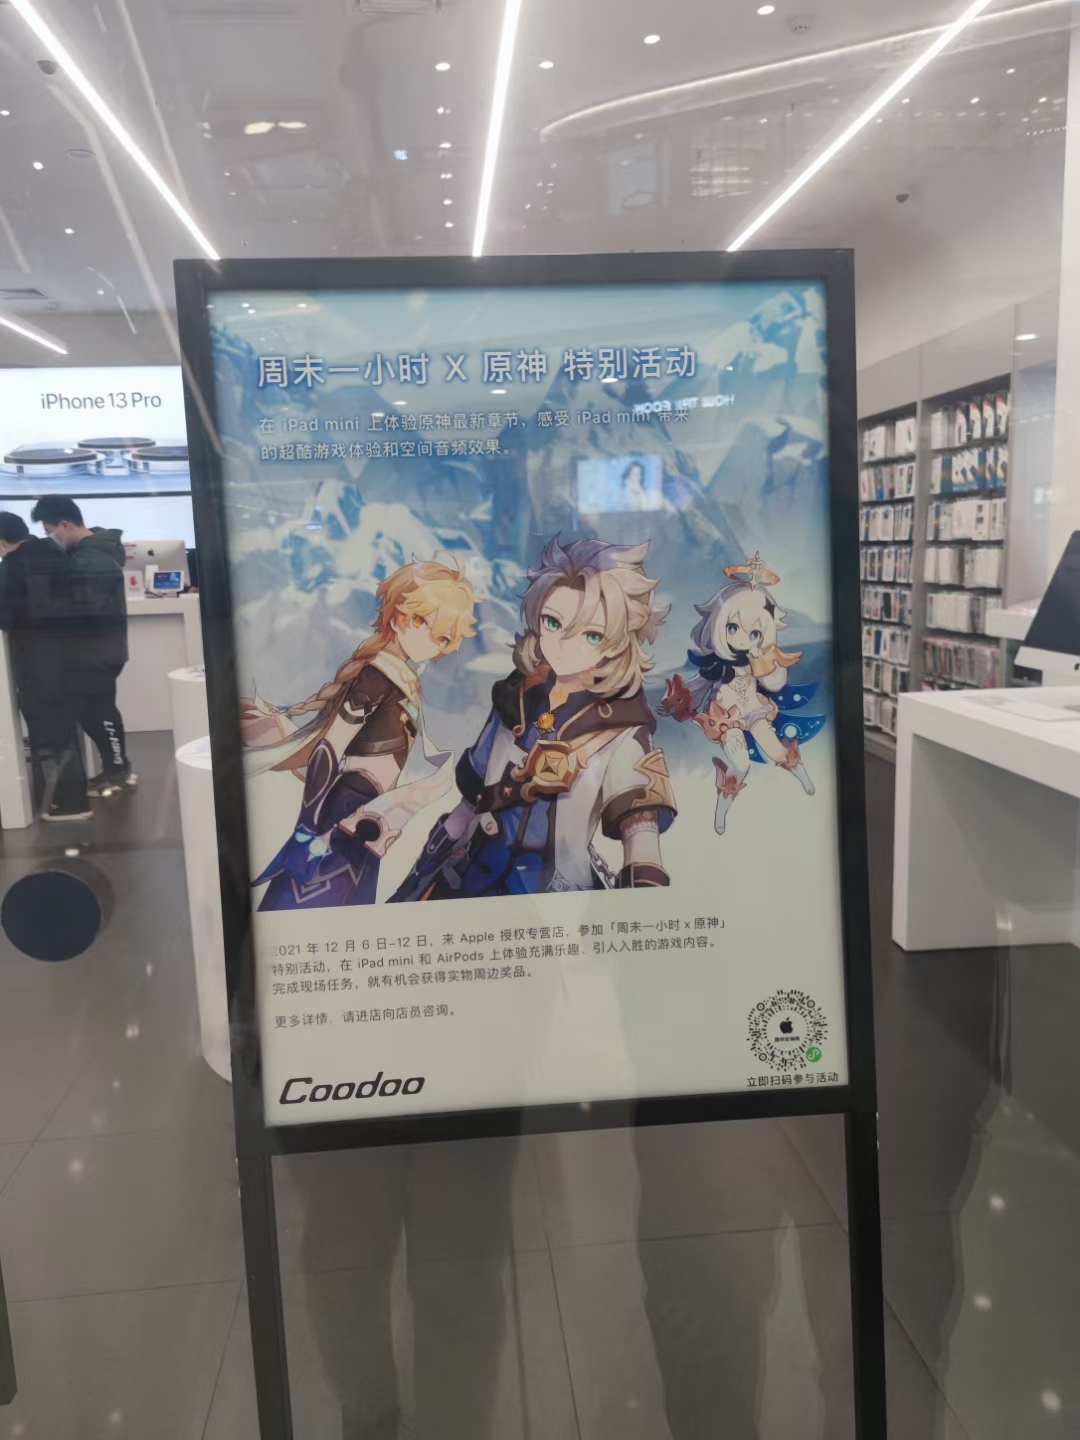 周末一小时 X 原神 特别活动
在 iPad mini 上体验原神最新章节，感受 iPad mini 带来
的超酷游戏体验和空间音频效果。
iPhone 13 Pro
2021 年 12 月 6 日-12 日，来 Apple 授权专营店，参加「周末一小时 x 原神」
特别活动，在 iPad mini 和 AirPods 上体验充满乐趣、引人入胜的游戏内容。
完成现场任务，就有机会获得实物周边奖品。
更多详情，请进店向店员咨询。
立即扫码参与活动
Coodoo